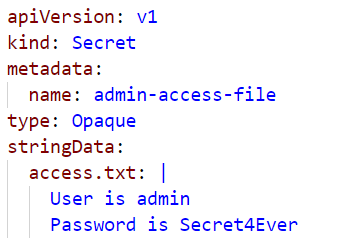 apiVersion: v1
kind: Secret
metadata:
  name: admin-access-file
type: Opaque
stringData:
  access.txt: |
    User is admin
    Password is Secret4Ever